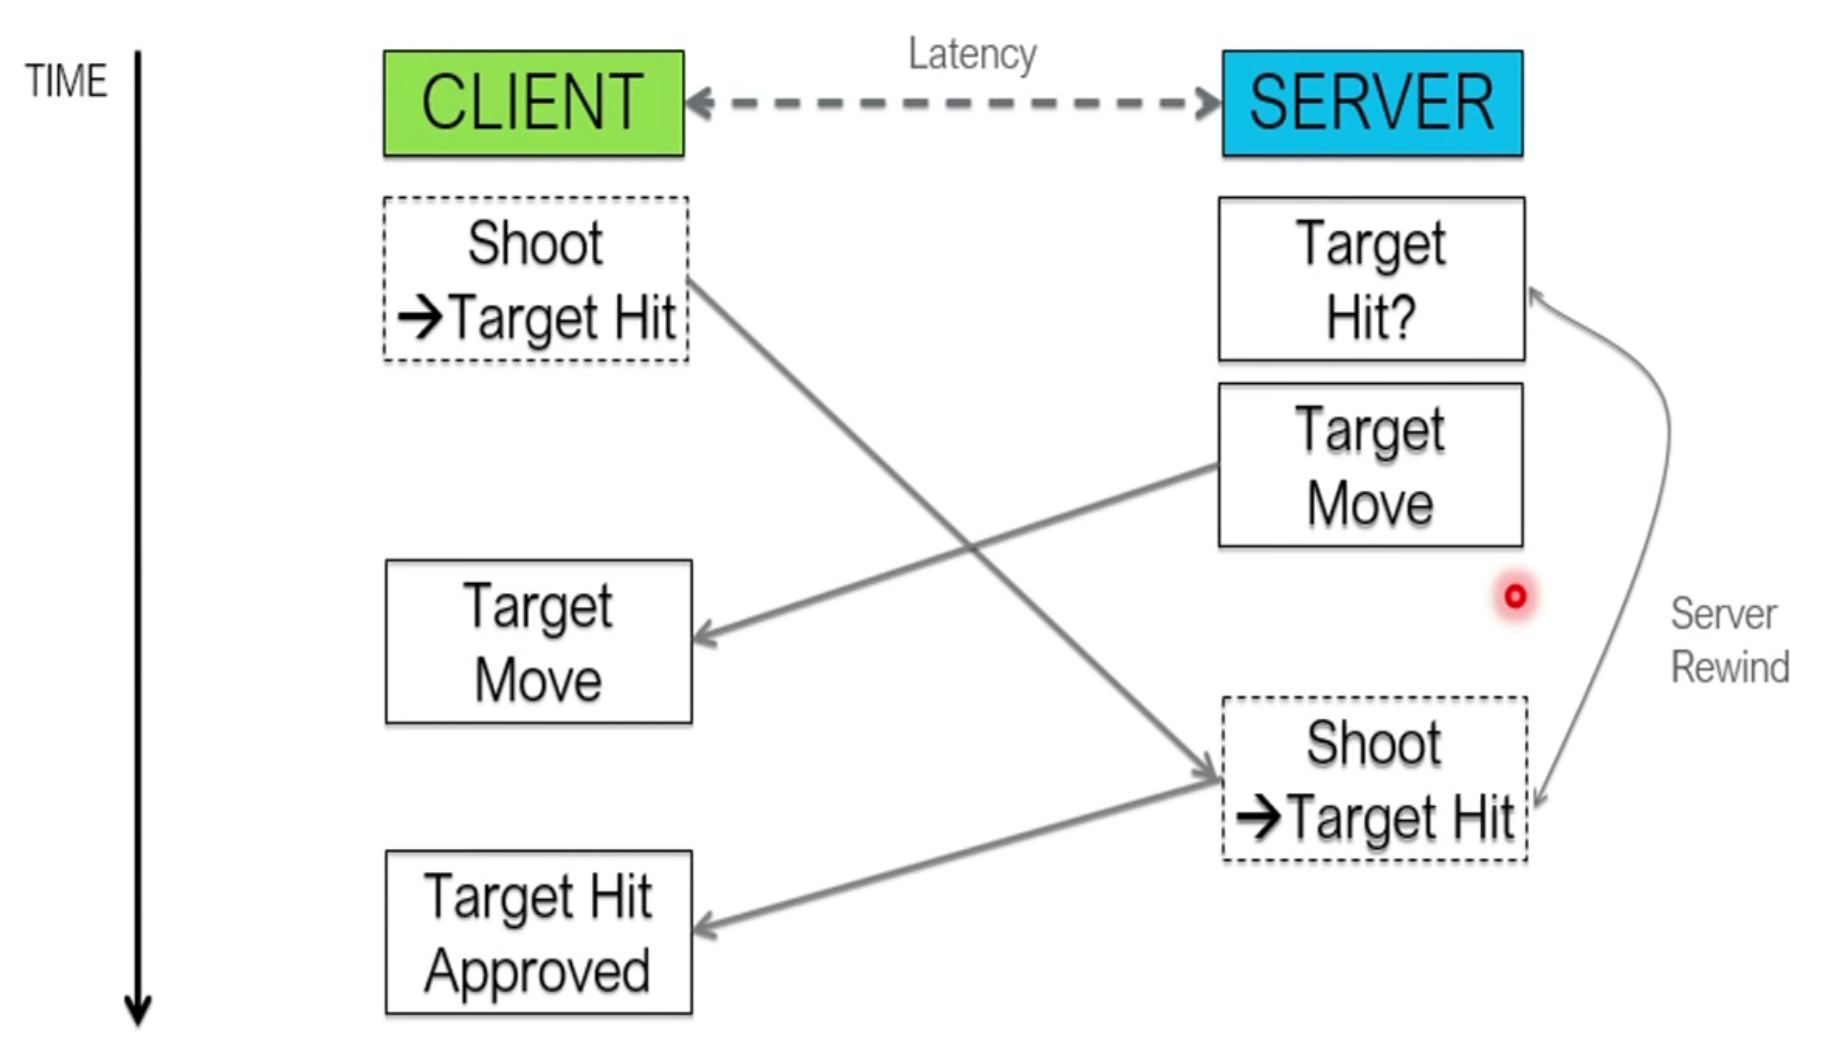 TIME
CLIENT
Latency
SERVER
Shoot
→Target Hit
Target
Hit?
Target
Move
Target
Move
Server
Rewind
Shoot
→Target Hit
Target Hit
Approved